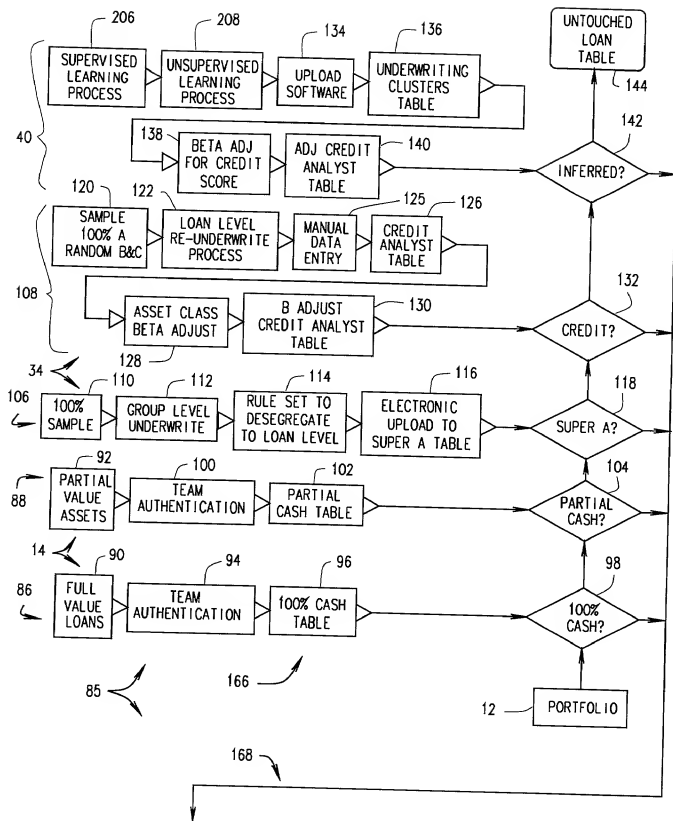 206
208
134
136
SUPERVISED
LEARNING
PROCESS
UNSUPERVISED
LEARNING
PROCESS
UPLOAD
SOFTWARE
UNDERWRITING
CLUSTERS
TABLE
UNTOUCHED
LOAN
TABLE
144
40
138
BETA ADJ
FOR CREDIT
SCORE
ADJ CREDIT
ANALYST
TABLE
140
142
INFERRED?
120
SAMPLE
100% A
RANDOM B&C
122
LOAN LEVEL
RE-UNDERWRITE
PROCESS
125
MANUAL
DATA
ENTRY
126
CREDIT
ANALYST
TABLE
108
ASSET CLASS
BETA ADJUST
128
B ADJUST
CREDIT ANALYST
TABLE
130
132
CREDIT?
34
106
110
100%
SAMPLE
112
GROUP LEVEL
UNDERWRITE
114
RULE SET TO
DESEGREGATE
TO LOAN LEVEL
116
ELECTRONIC
UPLOAD TO
SUPER A TABLE
118
SUPER A?
88
92
PARTIAL
VALUE
ASSETS
100
TEAM
AUTHENTICATION
102
PARTIAL
CASH TABLE
104
PARTIAL
CASH?
14
86
90
FULL
VALUE
LOANS
94
TEAM
AUTHENTICATION
96
100% CASH
TABLE
98
100%
CASH?
85
166
12
PORTFOLIO
168